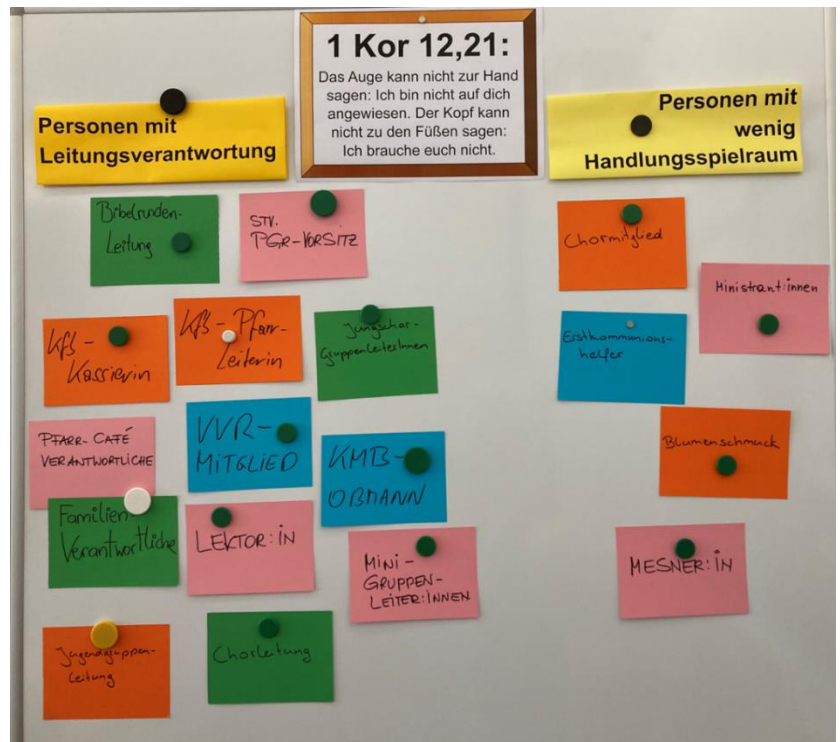 1 Kor 12,21:
Das Auge kann nicht zur Hand
sagen: Ich bin nicht auf dich
angewiesen. Der Kopf kann
nicht zu den Füßen sagen:
Ich brauche euch nicht.
Personen mit
Leitungsverantwortung
Bibelrunden-
Leitung
STV.
PGR-VORSITZ
Kfb-
Kassierin
Kfb-Pfarr-
Leiterin
Jungschar-
GruppenleiterInnen
PFARR-CAFÉ
VERANTWORTLICHE
VVR-
MITGLIED
KMB-
OBMANN
Familien-
Verantwortliche
LEKTOR:iN
MiNi-
GRUPPEN-
LEiTER:iNNEN
Jugendgruppen-
Leitung
Chorleitung
Personen mit
wenig
Handlungsspielraum
Chormitglied
Ministrant:innen
Erstkommunions-
helfer
Blumenschmuck
MESNER:iN